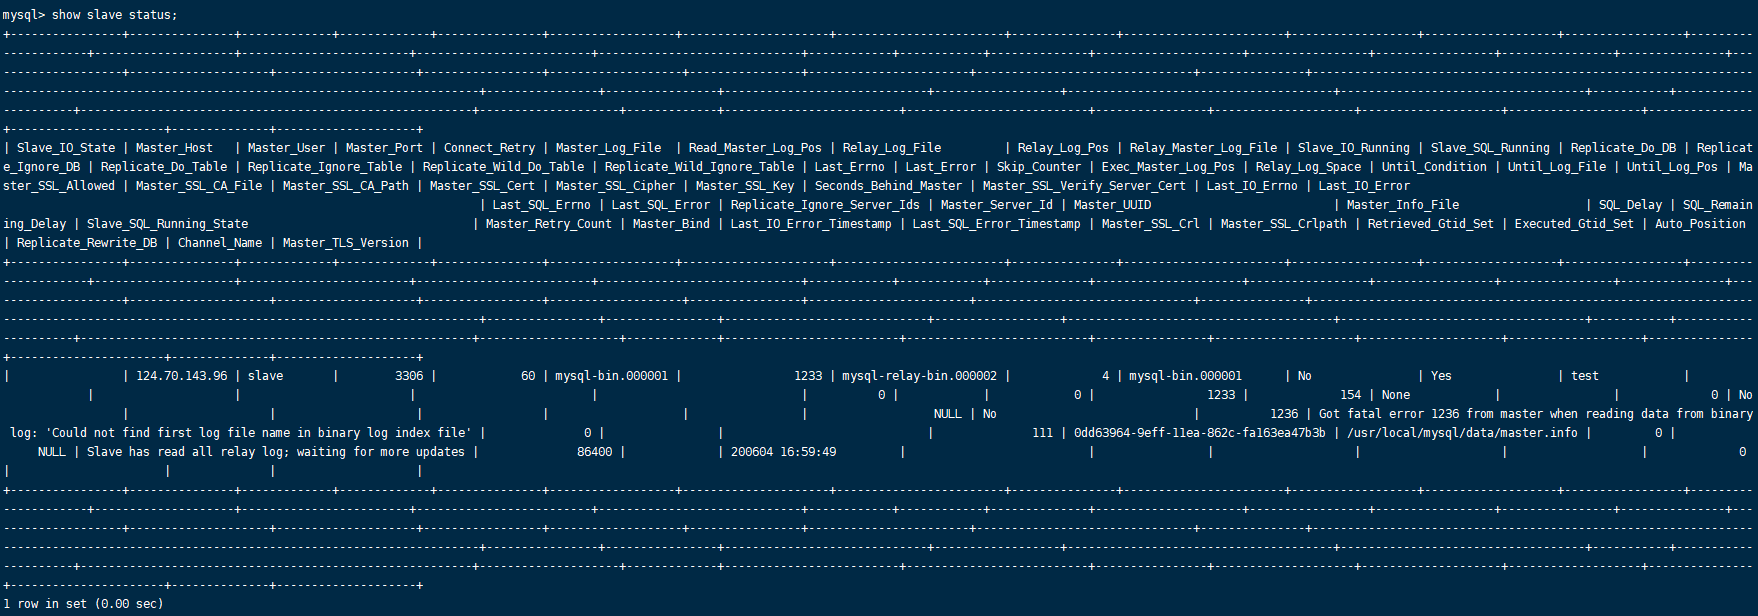 mysql> show slave status;
| Slave_IO_State | Master_Host   | Master_User | Master_Port | Connect_Retry | Master_Log_File  | Read_Master_Log_Pos | Relay_Log_File         | Relay_Log_Pos | Relay_Master_Log_File | Slave_IO_Running | Slave_SQL_Running | Replicate_Do_DB | Replicat
e_Ignore_DB | Replicate_Do_Table | Replicate_Ignore_Table | Replicate_Wild_Do_Table | Replicate_Wild_Ignore_Table | Last_Errno | Last_Error | Skip_Counter | Exec_Master_Log_Pos | Relay_Log_Space | Until_Condition | Until_Log_File | Until_Log_Pos | Ma
ster_SSL_Allowed | Master_SSL_CA_File | Master_SSL_CA_Path | Master_SSL_Cert | Master_SSL_Cipher | Master_SSL_Key | Seconds_Behind_Master | Master_SSL_Verify_Server_Cert | Last_IO_Errno | Last_IO_Error
| Last_SQL_Errno | Last_SQL_Error | Replicate_Ignore_Server_Ids | Master_Server_Id | Master_UUID                          | Master_Info_File                  | SQL_Delay | SQL_Remain
ing_Delay | Slave_SQL_Running_State                                | Master_Retry_Count | Master_Bind | Last_IO_Error_Timestamp | Last_SQL_Error_Timestamp | Master_SSL_Crl | Master_SSL_Crlpath | Retrieved_Gtid_Set | Executed_Gtid_Set | Auto_Position
| Replicate_Rewrite_DB | Channel_Name | Master_TLS_Version |
|                | 124.70.143.96 | slave       |        3306 |            60 | mysql-bin.000001 |                1233 | mysql-relay-bin.000002 |             4 | mysql-bin.000001      | No               | Yes               | test            |
|                    |                        |                         |                             |          0 |            |            0 |                1233 |             154 | None            |                |             0 | No
|                    |                    |                 |                   |                |                  NULL | No                            |          1236 | Got fatal error 1236 from master when reading data from binary
log: 'Could not find first log file name in binary log index file' |              0 |                |                             |              111 | 0dd63964-9eff-11ea-862c-fa163ea47b3b | /usr/local/mysql/data/master.info |         0 |
NULL | Slave has read all relay log; waiting for more updates |              86400 |             | 200604 16:59:49         |                          |                |                    |                    |                   |             0
|                      |              |                    |
1 row in set (0.00 sec)